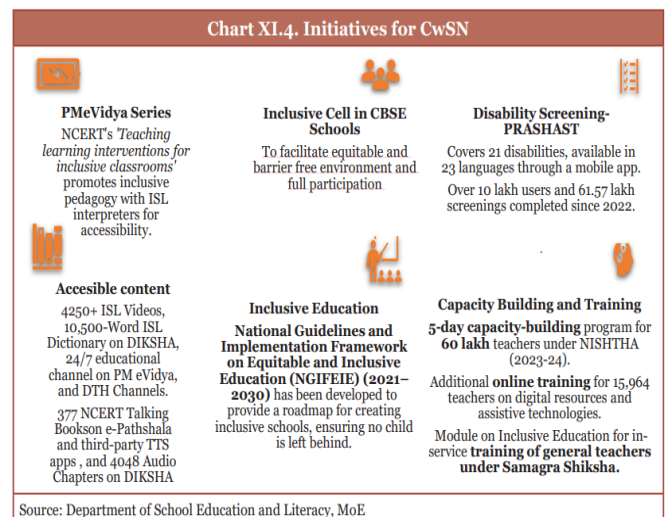 Chart XI.4. Initiatives for CwSN
PMeVidya Series
NCERT's 'Teaching
learning interventions for
inclusive classrooms'
promotes inclusive
pedagogy with ISL
interpreters for
accessibility.
Inclusive Cell in CBSE
Schools
To facilitate equitable and
barrier free environment and
full participation
Disability Screening-
PRASHAST
Covers 21 disabilities, available in
23 languages through a mobile app.
Over 10 lakh users and 61.57 lakh
screenings completed since 2022.
Accesible content
4250+ ISL Videos,
10,500-Word ISL
Dictionary on DIKSHA,
24/7 educational
channel on PM eVidya,
and DTH Channels.
377 NCERT Talking
Bookson e-Pathshala
and third-party TTS
apps , and 4048 Audio
Chapters on DIKSHA
Inclusive Education
National Guidelines and
Implementation Framework
on Equitable and Inclusive
Education (NGIFEIE) (2021–
2030) has been developed to
provide a roadmap for creating
inclusive schools, ensuring no child
is left behind.
Capacity Building and Training
5-day capacity-building program for
60 lakh teachers under NISHTHA
(2023-24).
Additional online training for 15,964
teachers on digital resources and
assistive technologies.
Module on Inclusive Education for in-
service training of general teachers
under Samagra Shiksha.
Source: Department of School Education and Literacy, MoE